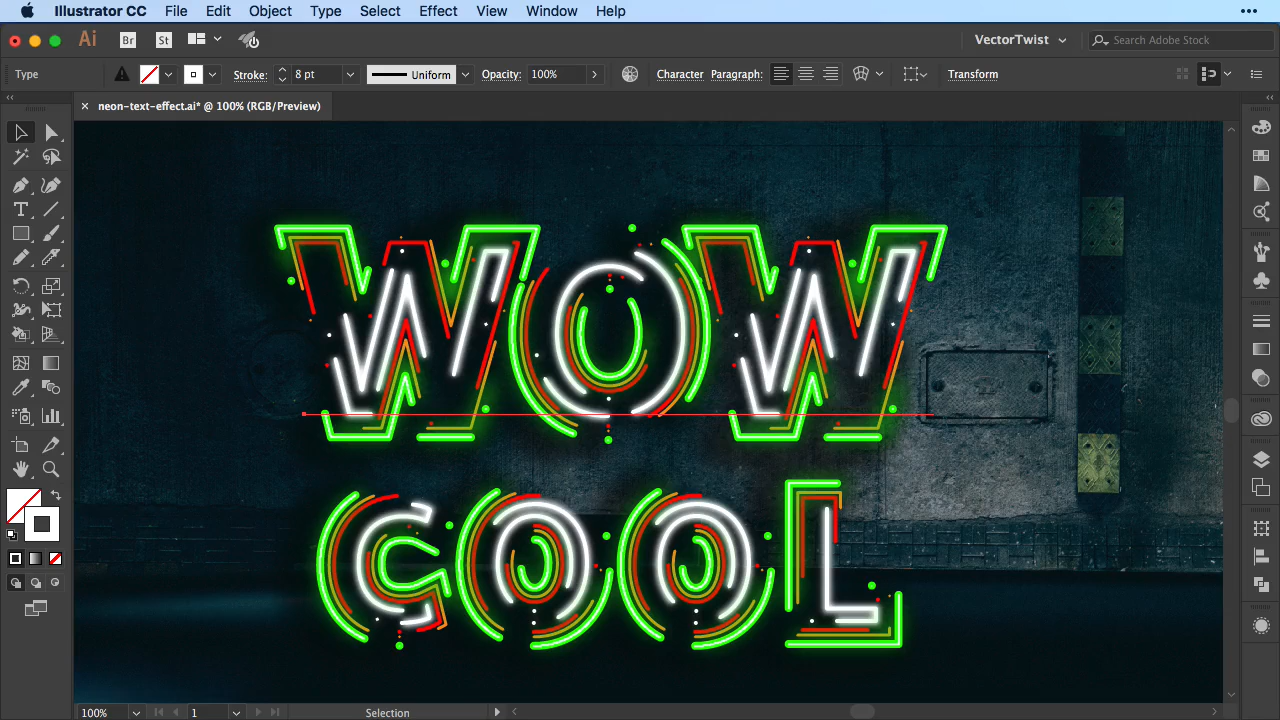 Illustrator CC File Edit Object Type Select Effect View Window Help
Ai Br St VectorTwist Search Adobe Stock
Type Stroke: 8 pt Uniform Opacity: 100% Character Paragraph: Transform
× neon-text-effect.ai* @ 100% (RGB/Preview)
WOW
COOL
100% 1 Selection